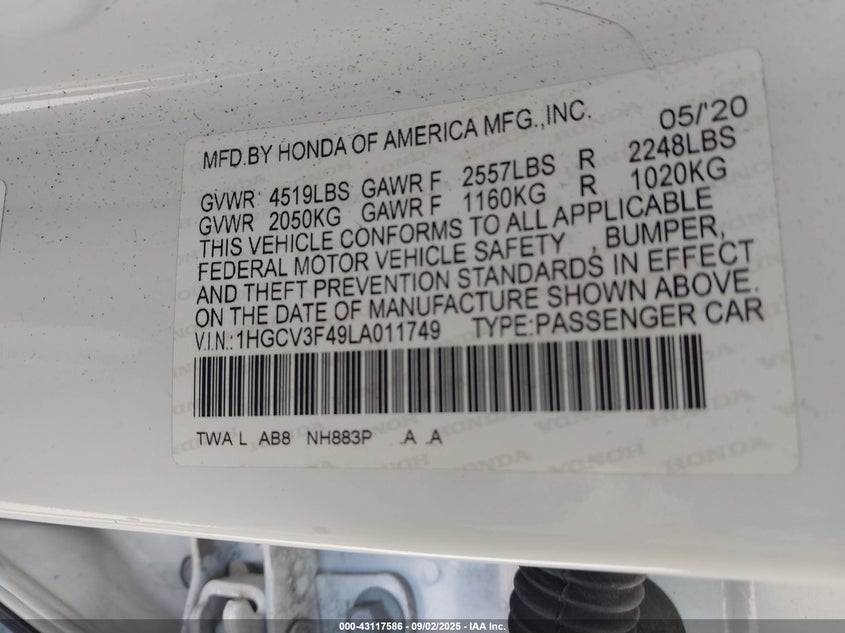 MFD.BY HONDA OF AMERICA MFG.,INC. 05/'20
GVWR 4519LBS GAWR F 2557LBS R 2248LBS
GVWR 2050KG GAWR F 1160KG R 1020KG
THIS VEHICLE CONFORMS TO ALL APPLICABLE
FEDERAL MOTOR VEHICLE SAFETY , BUMPER,
AND THEFT PREVENTION STANDARDS IN EFFECT
ON THE DATE OF MANUFACTURE SHOWN ABOVE.
V.I.N.:1HGCV3F49LA011749 TYPE:PASSENGER CAR
TWA L AB8 NH883P .A .A
000-43117586 - 09/02/2025 - IAA Inc.